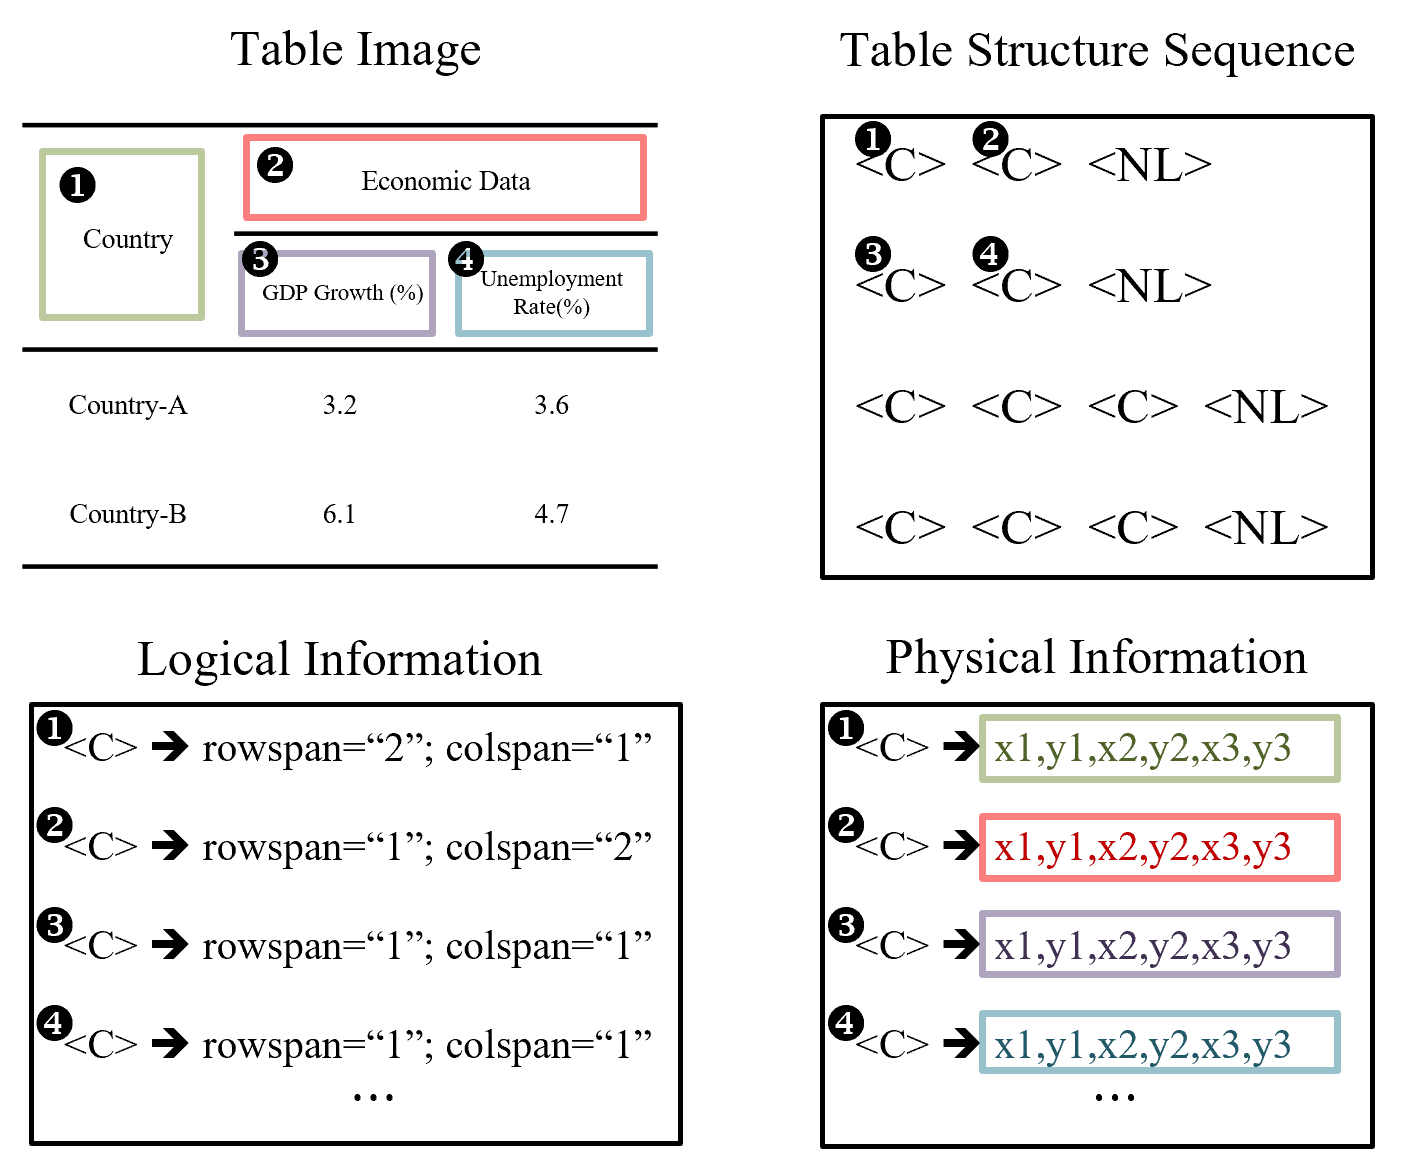 Table Image
❶
Country
❷
Economic Data
❸
GDP Growth (%)
❹
Unemployment
Rate(%)
Country-A 3.2 3.6
Country-B 6.1 4.7
Table Structure Sequence
❶ ❷
<C> <C> <NL>
❸ ❹
<C> <C> <NL>
<C> <C> <C> <NL>
<C> <C> <C> <NL>
Logical Information
❶<C> ➔ rowspan=“2”; colspan=“1”
❷<C> ➔ rowspan=“1”; colspan=“2”
❸<C> ➔ rowspan=“1”; colspan=“1”
❹<C> ➔ rowspan=“1”; colspan=“1”
…
Physical Information
❶<C> ➔ x1,y1,x2,y2,x3,y3
❷<C> ➔ x1,y1,x2,y2,x3,y3
❸<C> ➔ x1,y1,x2,y2,x3,y3
❹<C> ➔ x1,y1,x2,y2,x3,y3
…